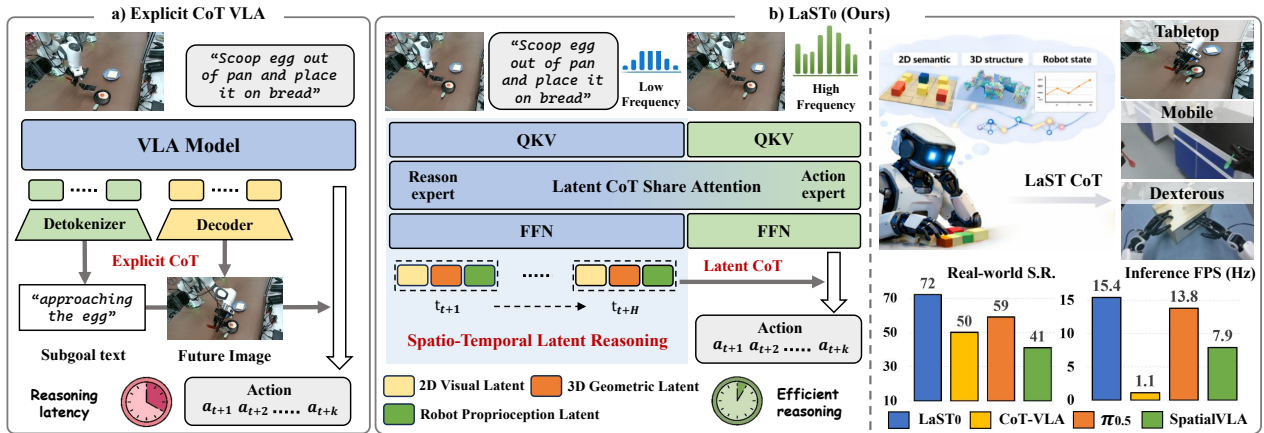 a) Explicit CoT VLA
“Scoop egg
out of pan
and place
it on bread”
VLA Model
Detokenizer
Decoder
Explicit CoT
“approaching
the egg”
Subgoal text
Future Image
Reasoning
latency
Action
a_{t+1} a_{t+2} ..... a_{t+k}
b) LaST₀ (Ours)
“Scoop egg
out of pan
and place it
on bread”
Low
Frequency
High
Frequency
QKV
QKV
Reason
expert
Latent CoT Share Attention
Action
expert
FFN
FFN
t_{t+1}
t_{t+H}
Latent CoT
Spatio-Temporal Latent Reasoning
Action
a_{t+1} a_{t+2} ..... a_{t+k}
2D Visual Latent
3D Geometric Latent
Robot Proprioception Latent
Efficient
reasoning
2D semantic
3D structure
Robot state
LaST CoT
Tabletop
Mobile
Dexterous
Real-world S.R.
70
50
30
10
72
50
59
41
Inference FPS (Hz)
15
10
5
0
15.4
1.1
13.8
7.9
LaST0
CoT-VLA
π0.5
SpatialVLA